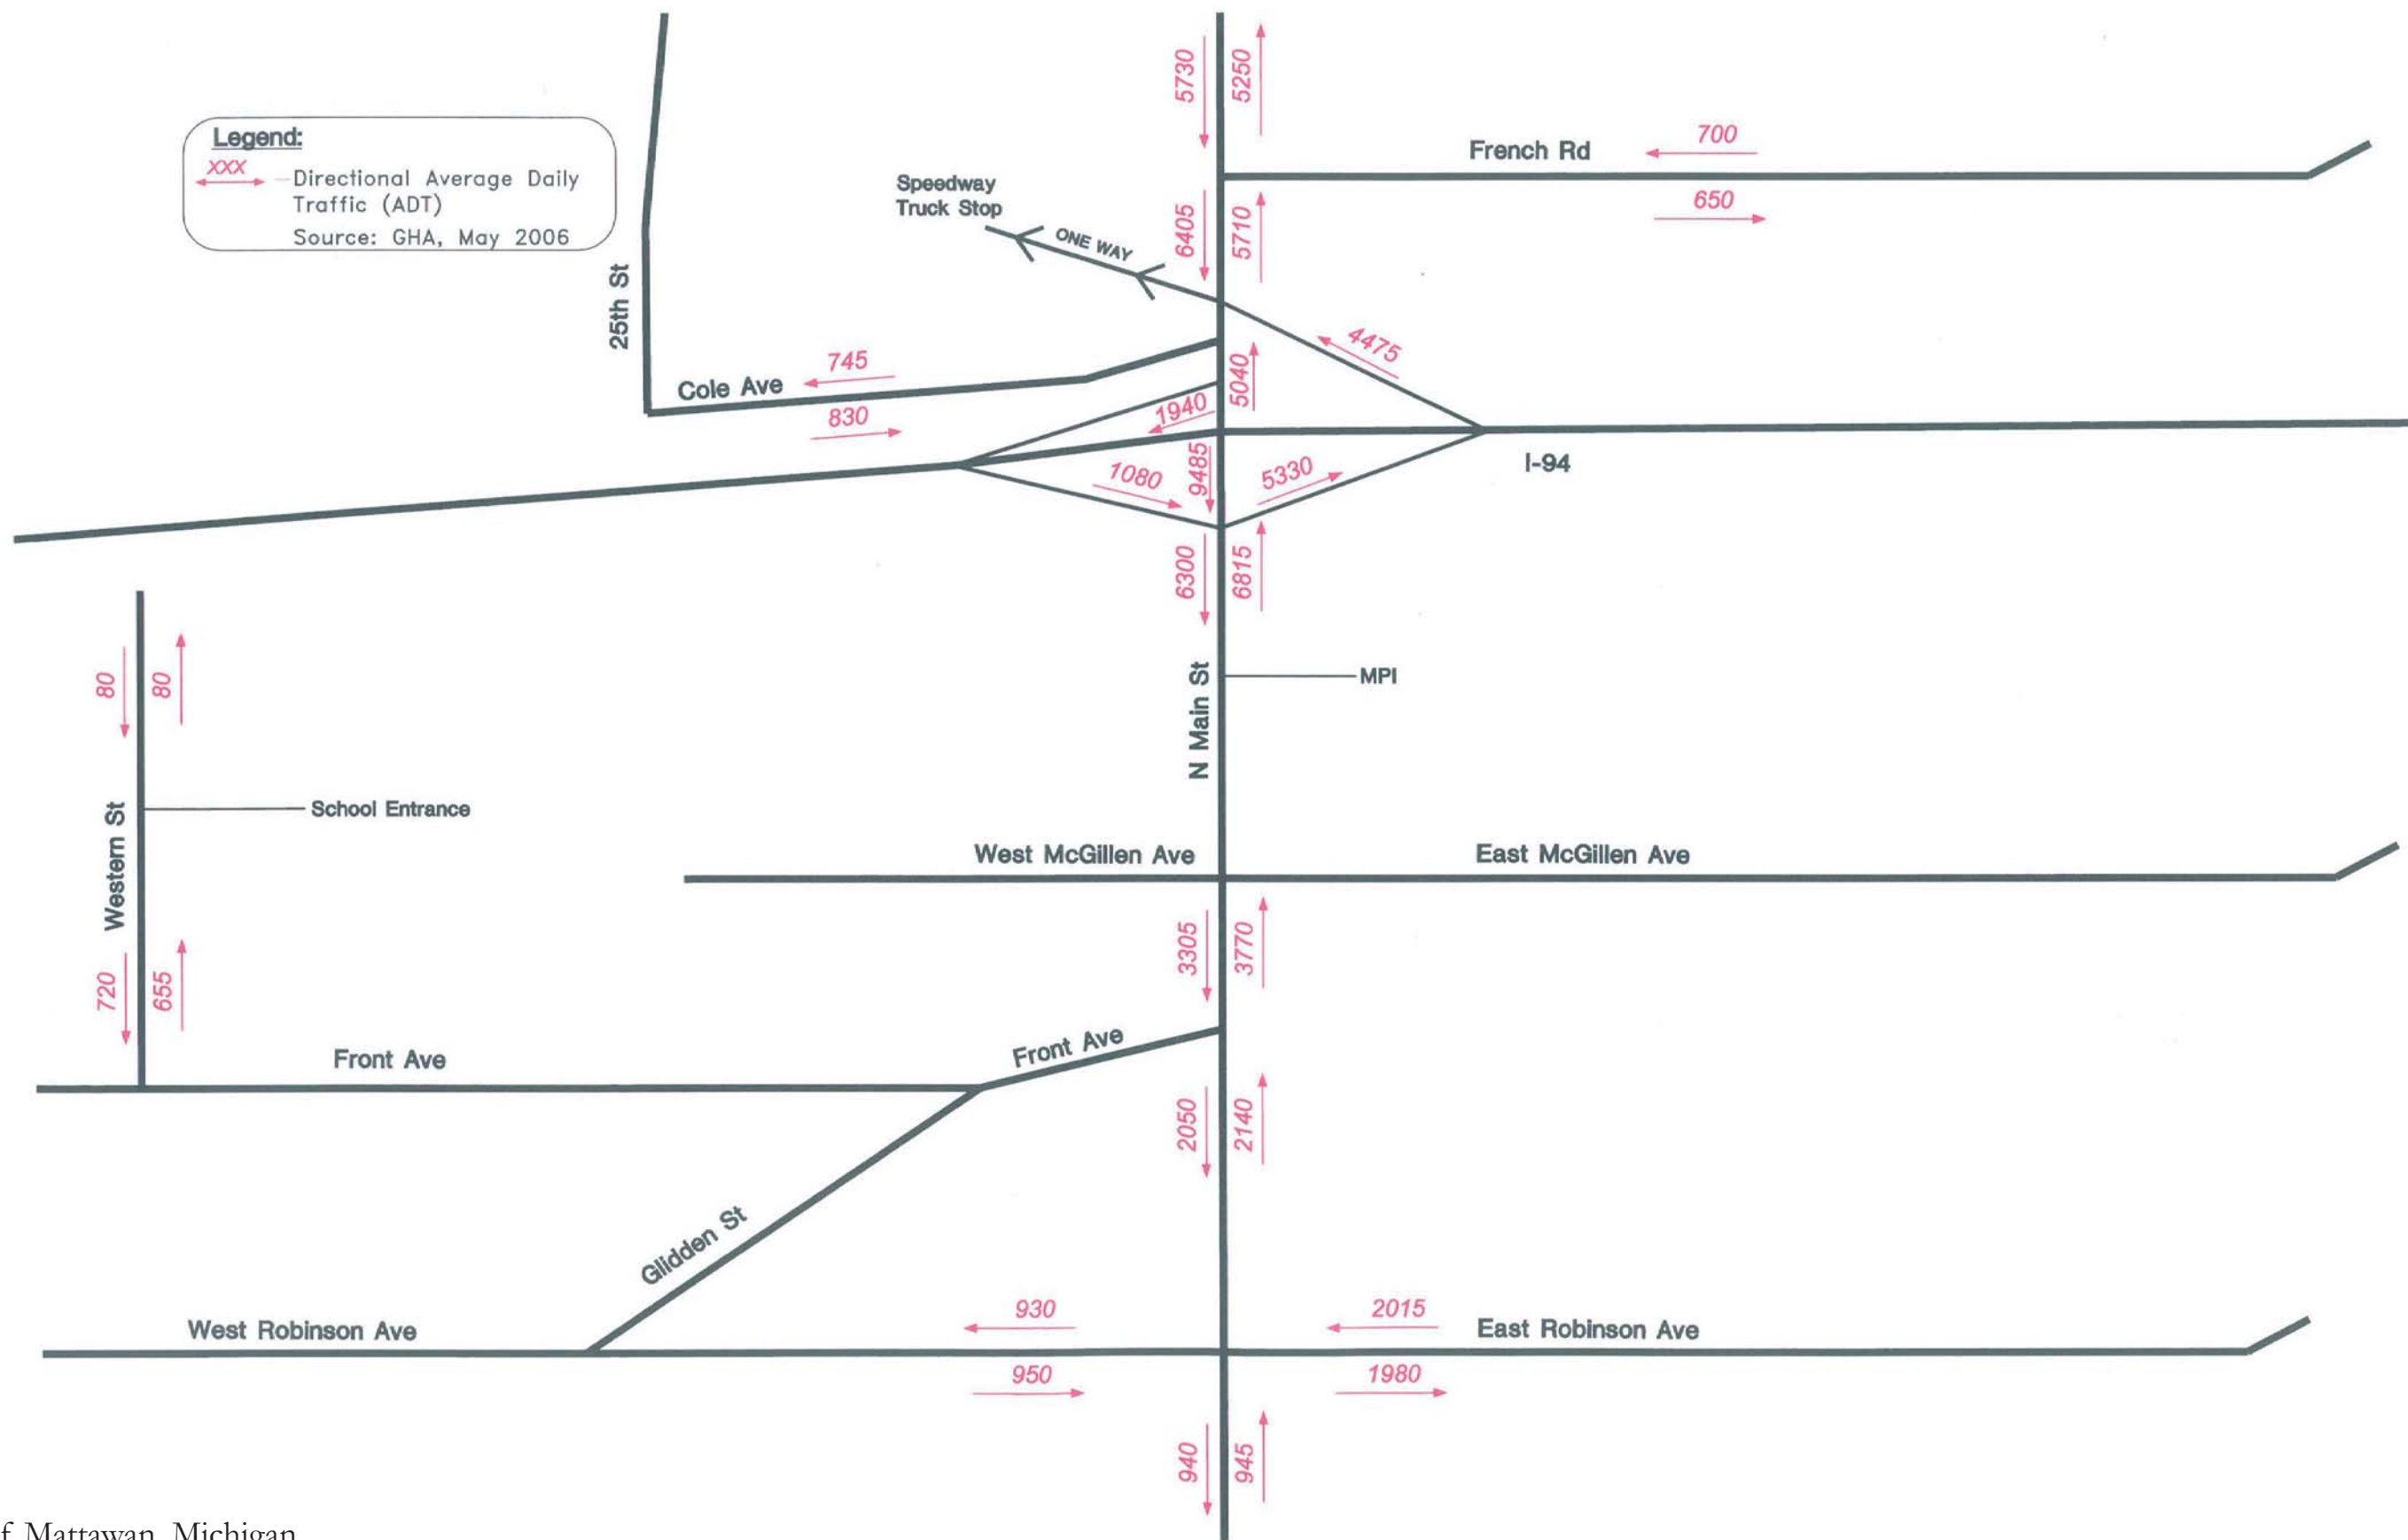 5730
5250
Legend:
XXX
Directional Average Daily
Traffic (ADT)
Source: GHA, May 2006
French Rd
700
650
Speedway
Truck Stop
ONE WAY
6405
5710
25th St
4475
745
Cole Ave
830
5040
1940
1080
9485
5330
I-94
6300
6815
80
80
N Main St
MPI
Western St
School Entrance
West McGillen Ave
East McGillen Ave
720
655
3305
3770
Front Ave
Front Ave
2050
2140
Glidden St
West Robinson Ave
930
950
2015
1980
East Robinson Ave
940
945
f Mattawan, Michigan